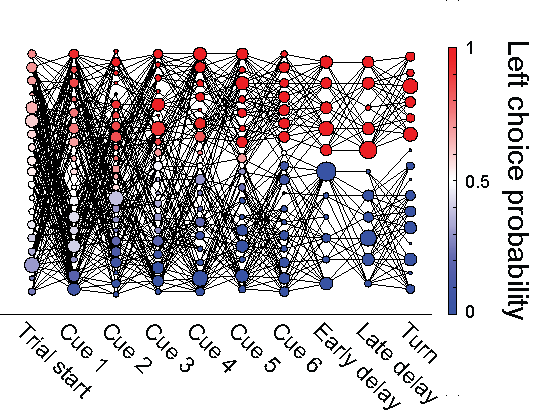 1
0.5
0
Left choice probability
Trial start
Cue 1
Cue 2
Cue 3
Cue 4
Cue 5
Cue 6
Early delay
Late delay
Turn